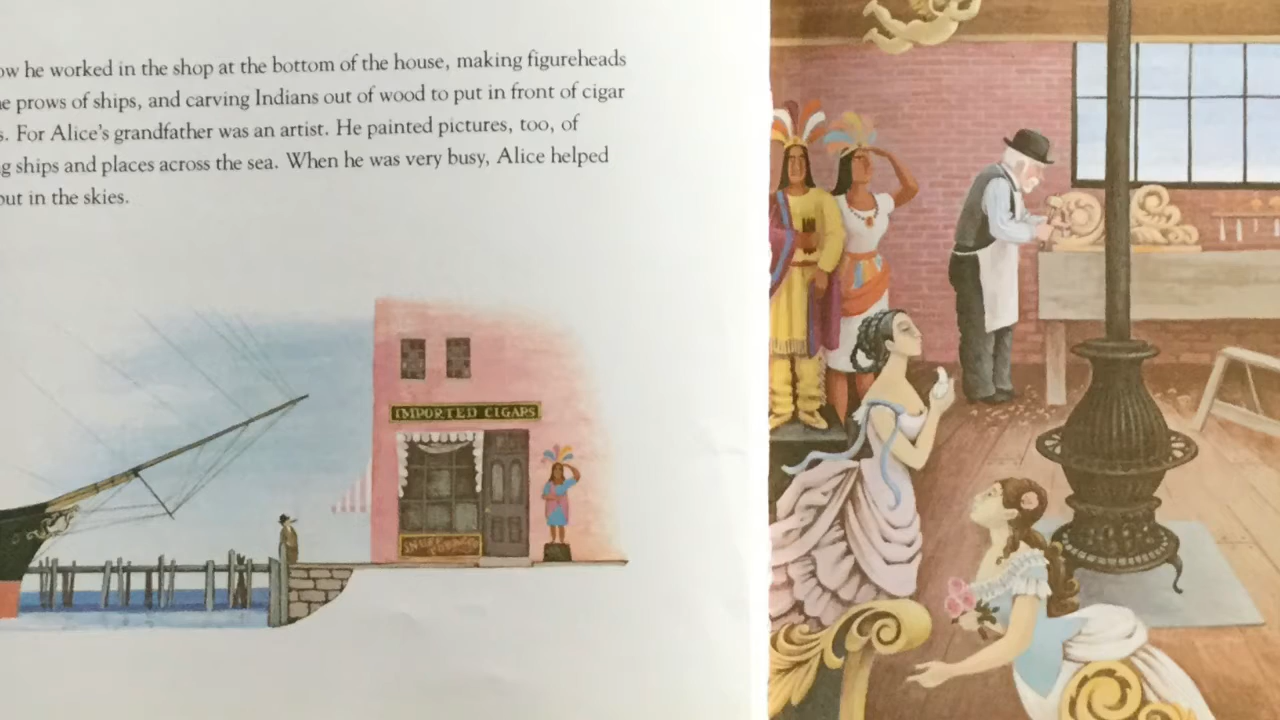 ow he worked in the shop at the bottom of the house, making figureheads
e prows of ships, and carving Indians out of wood to put in front of cigar
s. For Alice's grandfather was an artist. He painted pictures, too, of
g ships and places across the sea. When he was very busy, Alice helped
out in the skies.
IMPORTED CIGARS